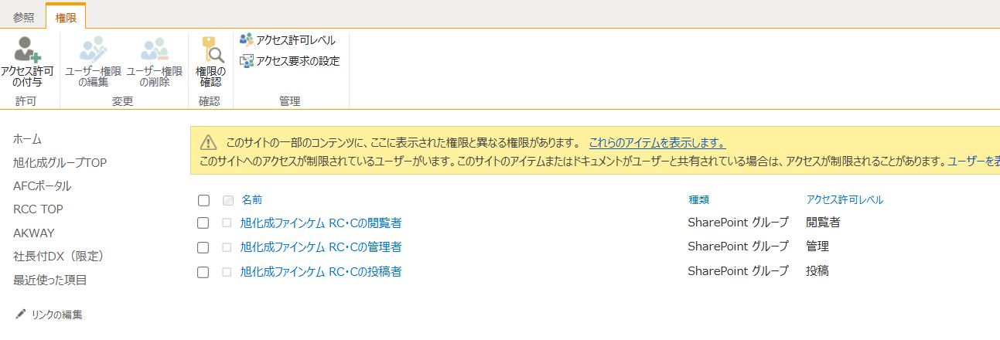 参照
権限
アクセス許可の付与
ユーザー権限の編集
ユーザー権限の削除
権限の確認
アクセス許可レベル
アクセス要求の設定
許可
変更
確認
管理
ホーム
旭化成グループTOP
AFCポータル
RCC TOP
AKWAY
社長付DX（限定）
最近使った項目
リンクの編集
このサイトの一部のコンテンツに、ここに表示された権限と異なる権限があります。 これらのアイテムを表示します。
このサイトへのアクセスが制限されているユーザーがいます。このサイトのアイテムまたはドキュメントがユーザーと共有されている場合は、アクセスが制限されることがあります。ユーザーを表
名前 種類 アクセス許可レベル
旭化成ファインケム RC・Cの閲覧者 SharePoint グループ 閲覧者
旭化成ファインケム RC・Cの管理者 SharePoint グループ 管理
旭化成ファインケム RC・Cの投稿者 SharePoint グループ 投稿